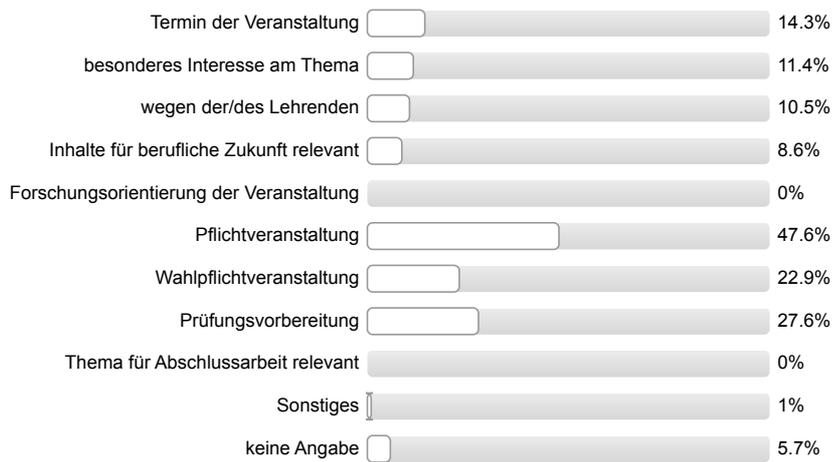 Termin der Veranstaltung 14.3%
besonderes Interesse am Thema 11.4%
wegen der/des Lehrenden 10.5%
Inhalte für berufliche Zukunft relevant 8.6%
Forschungsorientierung der Veranstaltung 0%
Pflichtveranstaltung 47.6%
Wahlpflichtveranstaltung 22.9%
Prüfungsvorbereitung 27.6%
Thema für Abschlussarbeit relevant 0%
Sonstiges 1%
keine Angabe 5.7%